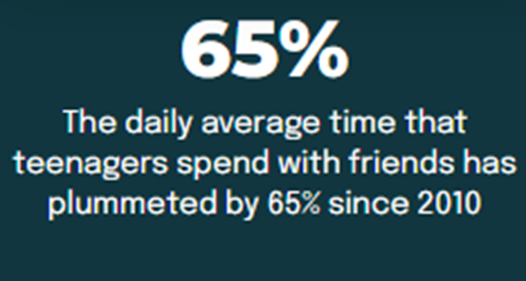 65%
The daily average time that
teenagers spend with friends has
plummeted by 65% since 2010